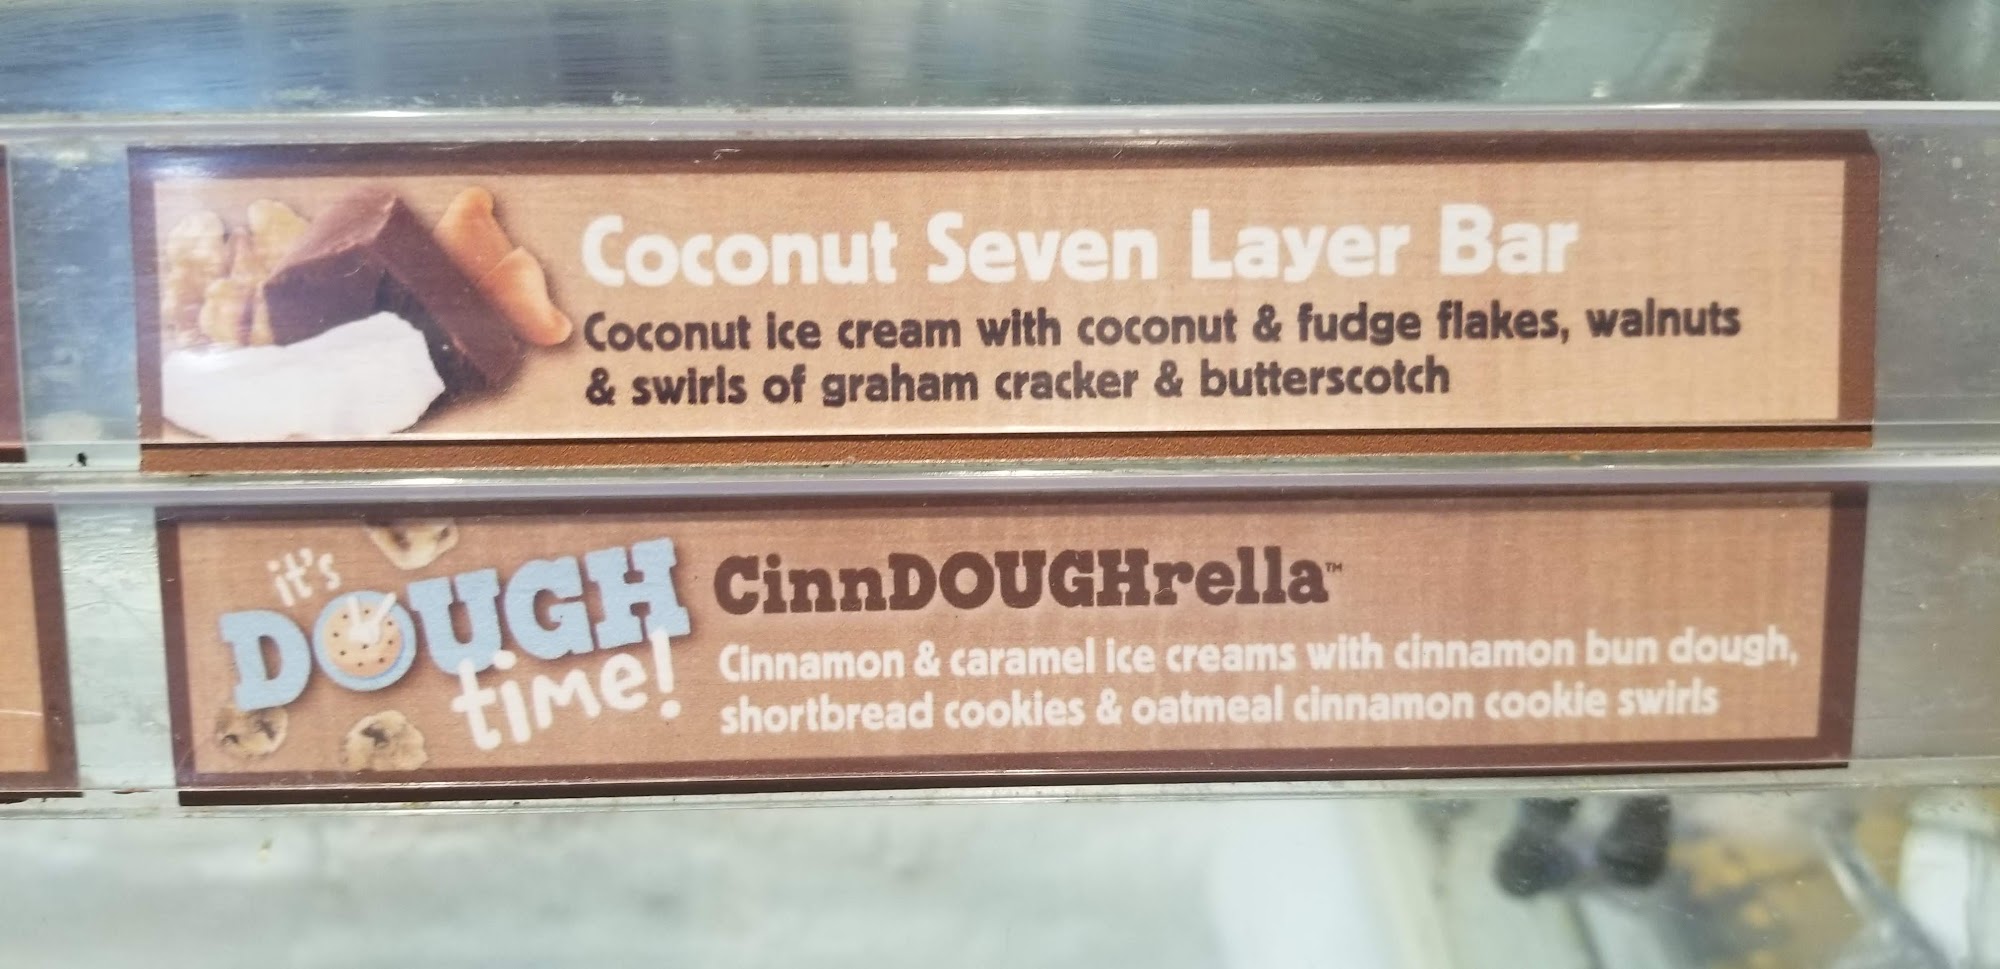 Coconut Seven Layer Bar
Coconut ice cream with coconut & fudge flakes, walnuts
& swirls of graham cracker & butterscotch
it's
DOUGH
time!
CinnDOUGHrella™
Cinnamon & caramel ice creams with cinnamon bun dough,
shortbread cookies & oatmeal cinnamon cookie swirls